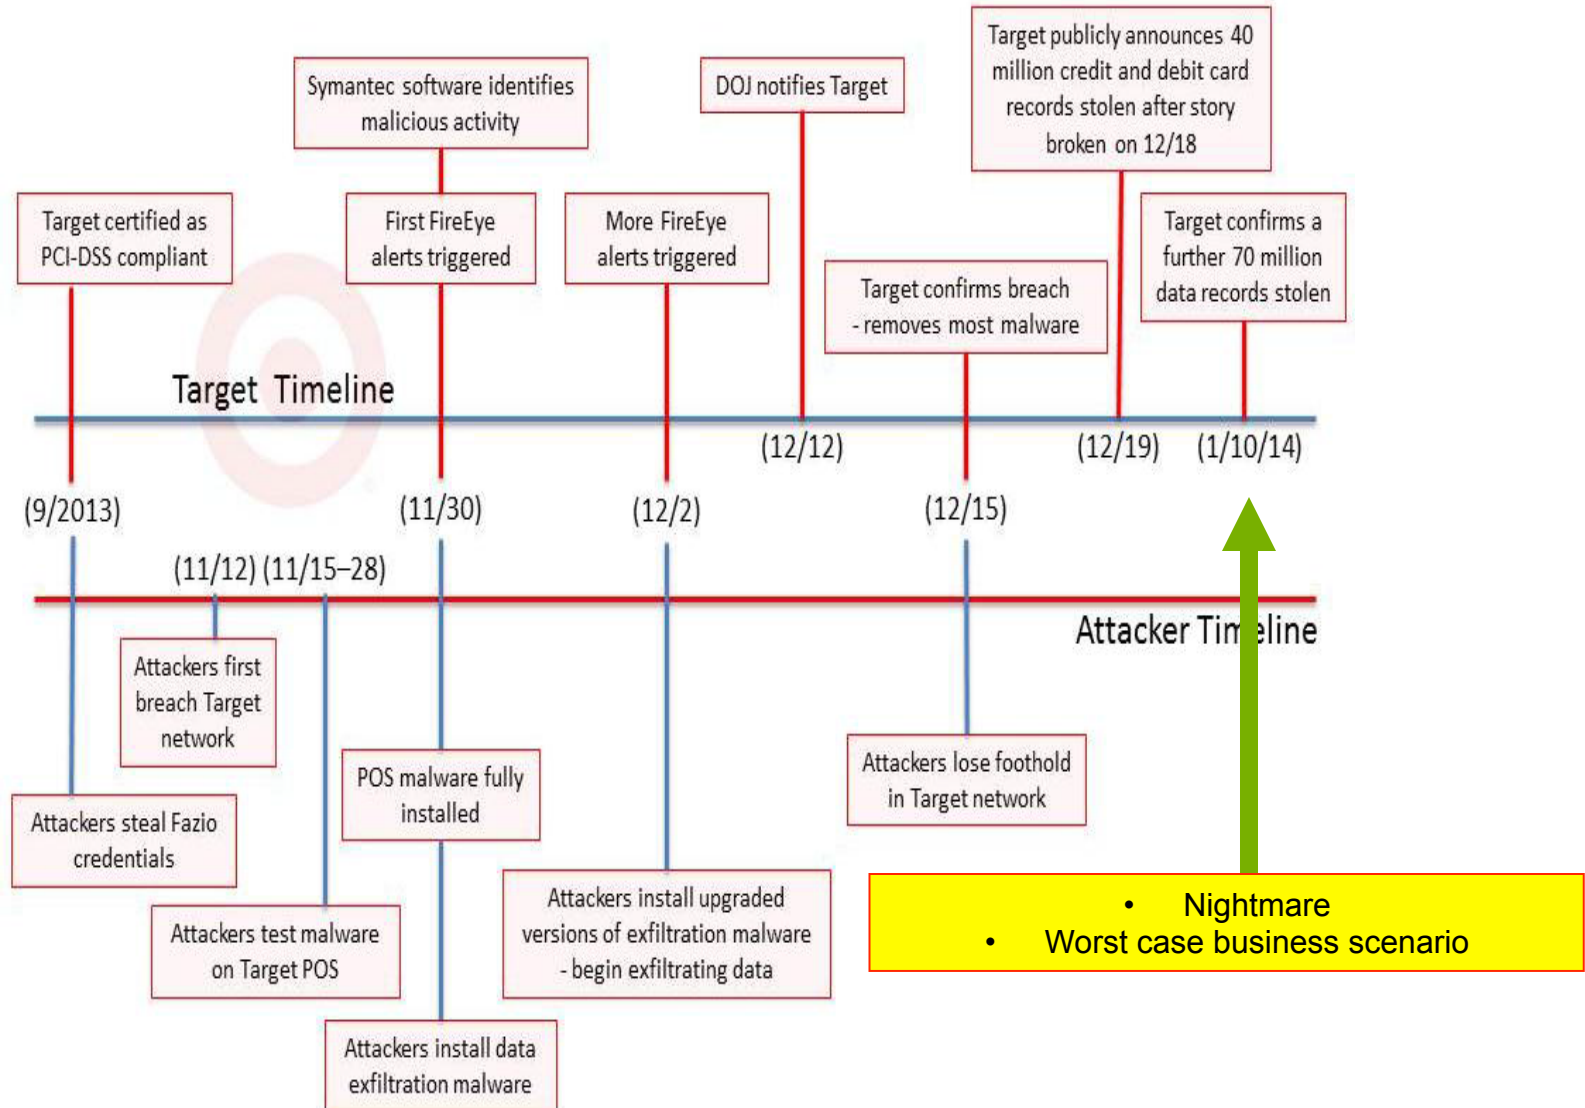 Target publicly announces 40
million credit and debit card
records stolen after story
broken on 12/18
Symantec software identifies
malicious activity
DOJ notifies Target
Target certified as
PCI-DSS compliant
First FireEye
alerts triggered
More FireEye
alerts triggered
Target confirms a
further 70 million
data records stolen
Target confirms breach
- removes most malware
Target Timeline
(12/12)
(12/19)
(1/10/14)
(9/2013)
(11/30)
(12/2)
(12/15)
(11/12)
(11/15–28)
Attacker Timeline
Attackers first
breach Target
network
Attackers steal Fazio
credentials
Attackers test malware
on Target POS
POS malware fully
installed
Attackers install data
exfiltration malware
Attackers install upgraded
versions of exfiltration malware
- begin exfiltrating data
Attackers lose foothold
in Target network
• Nightmare
• Worst case business scenario